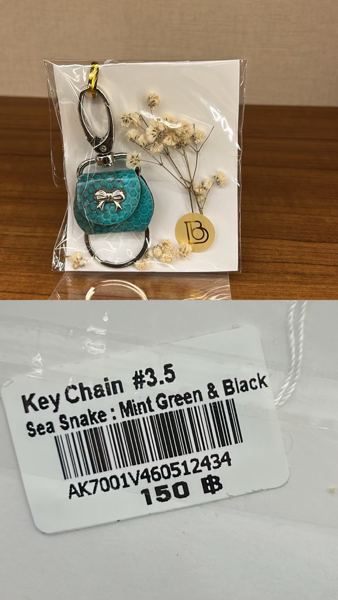 B
Key Chain #3.5
Sea Snake : Mint Green & Black
AK7001V460512434
150 ฿